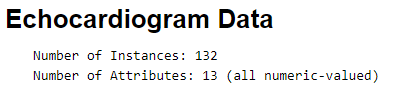 Echocardiogram Data
Number of Instances: 132
Number of Attributes: 13 (all numeric-valued)